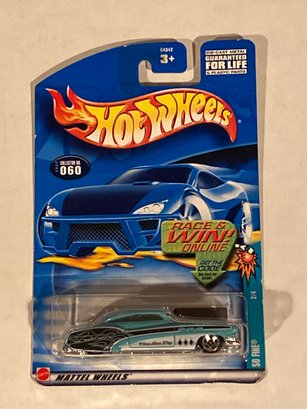 54842
3+
DIE-CAST METAL
GUARANTEED
FOR LIFE
& PLASTIC PARTS
HOT WHEELS
COLLECTOR NO.
060
RACE &
WIN!
ONLINE
GET THE
CODE
2/4
SO FINE
MATTEL WHEELS